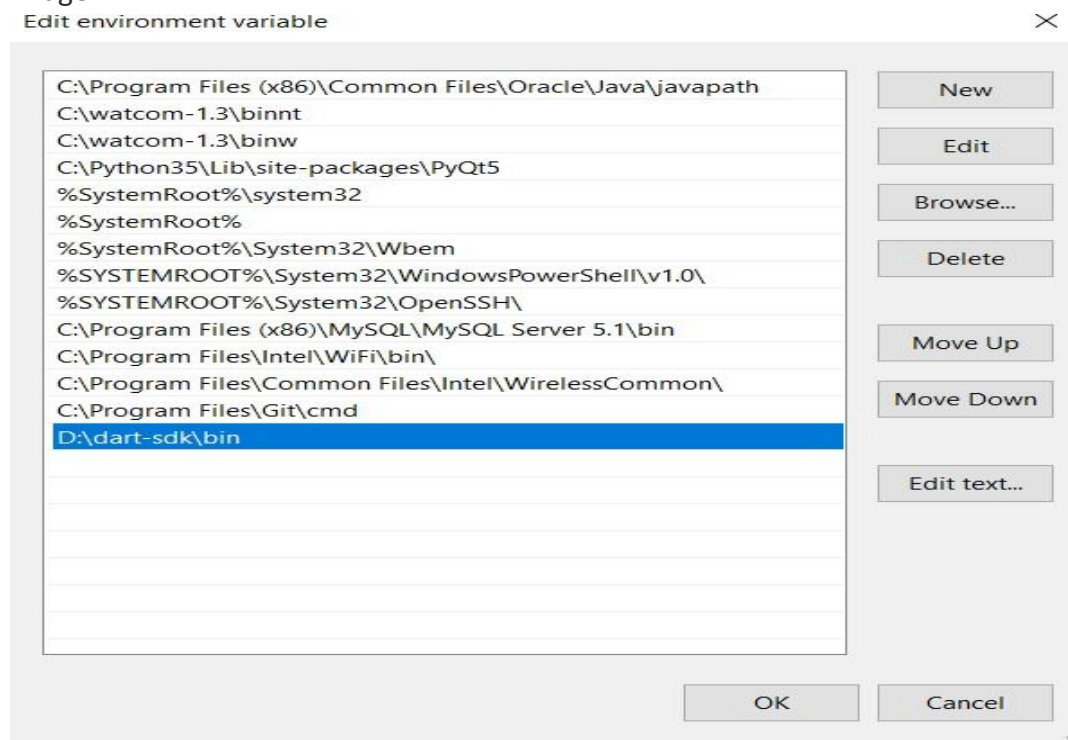 Edit environment variable
C:\Program Files (x86)\Common Files\Oracle\Java\javapath
C:\watcom-1.3\binnt
C:\watcom-1.3\binw
C:\Python35\Lib\site-packages\PyQt5
%SystemRoot%\system32
%SystemRoot%
%SystemRoot%\System32\Wbem
%SYSTEMROOT%\System32\WindowsPowerShell\v1.0\
%SYSTEMROOT%\System32\OpenSSH\
C:\Program Files (x86)\MySQL\MySQL Server 5.1\bin
C:\Program Files\Intel\WiFi\bin\
C:\Program Files\Common Files\Intel\WirelessCommon\
C:\Program Files\Git\cmd
D:\dart-sdk\bin
New
Edit
Browse...
Delete
Move Up
Move Down
Edit text...
OK
Cancel